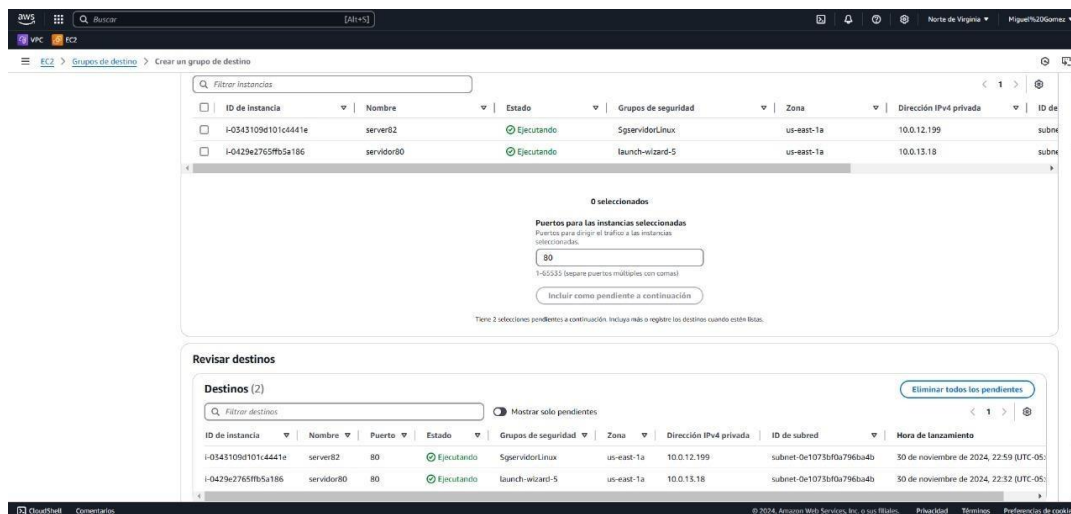 aws Buscar [Alt+S] Norte de Virginia Miguel%20Gomez
VPC EC2
EC2 > Grupos de destino > Crear un grupo de destino
Filtrar instancias < 1 >
ID de instancia Nombre Estado Grupos de seguridad Zona Dirección IPv4 privada ID de
i-0343109d101c4441e server82 Ejecutando SgservidorLinux us-east-1a 10.0.12.199 subne
i-0429e2765ffb5a186 servidor80 Ejecutando launch-wizard-5 us-east-1a 10.0.13.18 subne
0 seleccionados
Puertos para las instancias seleccionadas
Puertos para dirigir el tráfico a las instancias
seleccionadas.
80
1-65535 (separe puertos múltiples con comas)
Incluir como pendiente a continuación
Tiene 2 selecciones pendientes a continuación. Incluya más o registre los destinos cuando estén listas.
Revisar destinos
Destinos (2) Eliminar todos los pendientes
Filtrar destinos Mostrar solo pendientes < 1 >
ID de instancia Nombre Puerto Estado Grupos de seguridad Zona Dirección IPv4 privada ID de subred Hora de lanzamiento
i-0343109d101c4441e server82 80 Ejecutando SgservidorLinux us-east-1a 10.0.12.199 subnet-0e1073bf0a796ba4b 30 de noviembre de 2024, 22:59 (UTC-05:
i-0429e2765ffb5a186 servidor80 80 Ejecutando launch-wizard-5 us-east-1a 10.0.13.18 subnet-0e1073bf0a796ba4b 30 de noviembre de 2024, 22:32 (UTC-05:
CloudShell Comentarios © 2024, Amazon Web Services, Inc. o sus filiales. Privacidad Términos Preferencias de cookie